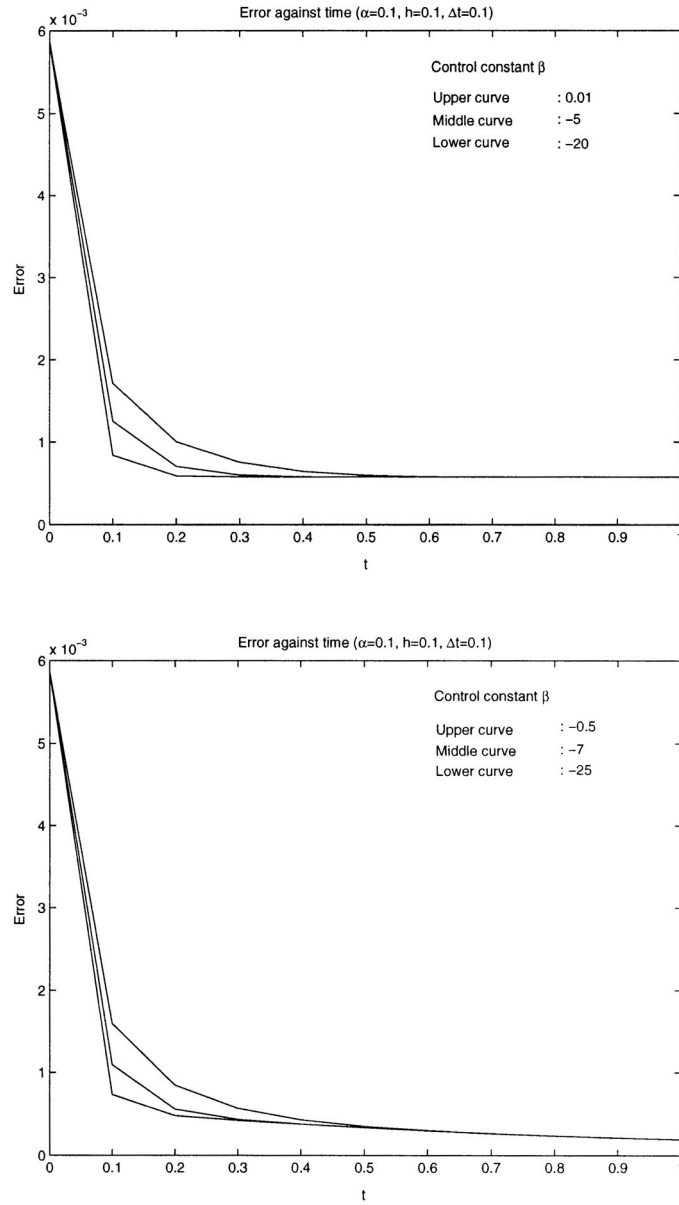 Error against time (α=0.1, h=0.1, Δt=0.1)
x 10⁻³
6
5
4
3
2
1
0
Error
Control constant β
Upper curve : 0.01
Middle curve : −5
Lower curve : −20
0 0.1 0.2 0.3 0.4 0.5 0.6 0.7 0.8 0.9
t
Error against time (α=0.1, h=0.1, Δt=0.1)
x 10⁻³
6
5
4
3
2
1
0
Error
Control constant β
Upper curve : −0.5
Middle curve : −7
Lower curve : −25
0 0.1 0.2 0.3 0.4 0.5 0.6 0.7 0.8 0.9
t